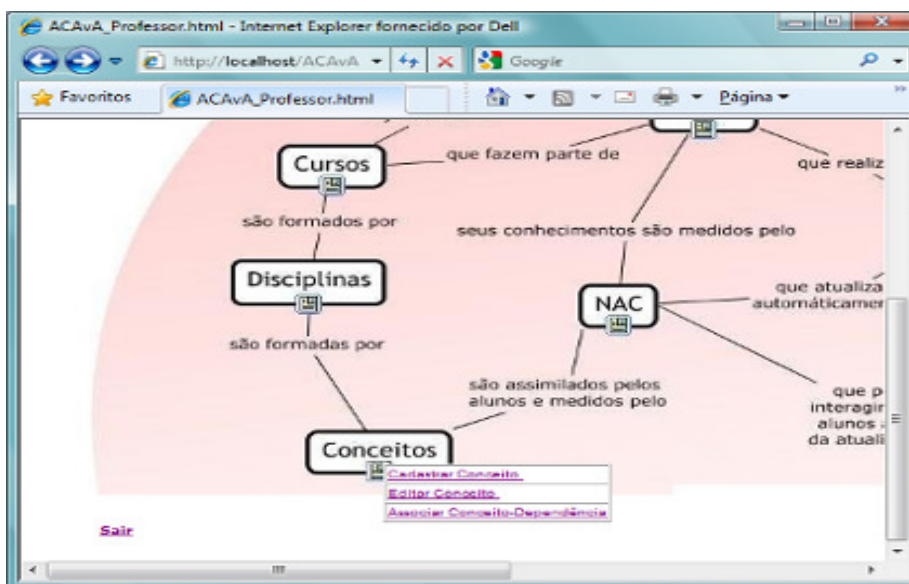 ACAvA_Professor.html - Internet Explorer fornecido por Dell
http://localhost/ACAvA
Google
Favoritos
ACAvA_Professor.html
Página
Cursos
que fazem parte de
que realiz
são formados por
seus conhecimentos são medidos pelo
Disciplinas
NAC
que atualiza
automáticamer
são formadas por
são assimilados pelos
alunos e medidos pelo
que p
interagir
alunos
da atuali
Conceitos
Cadastrar Conceito
Editar Conceito
Associar Conceito-Dependência
Sair